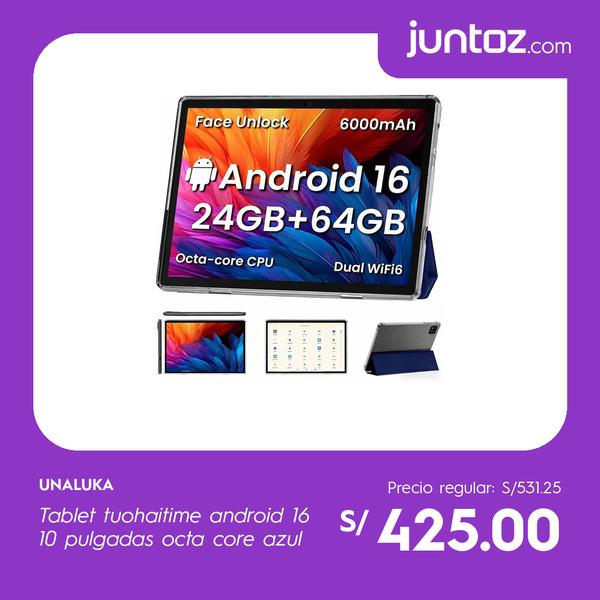 juntoz.com
Face Unlock 6000mAh
Android 16
24GB+64GB
Octa-core CPU Dual WiFi6
UNALUKA
Tablet tuohaitime android 16
10 pulgadas octa core azul
Precio regular: S/531.25
S/ 425.00